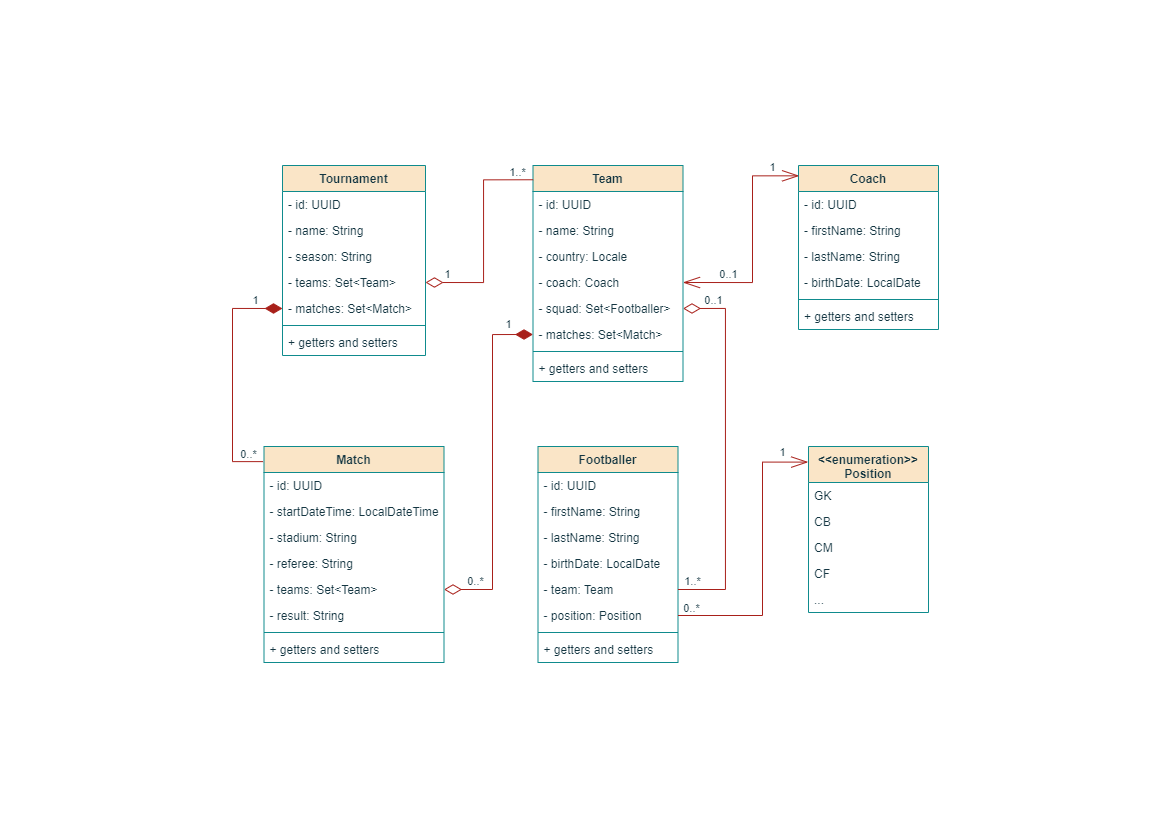 Tournament
- id: UUID
- name: String
- season: String
- teams: Set<Team>
- matches: Set<Match>
+ getters and setters
1
1..*
1
0..*
Team
- id: UUID
- name: String
- country: Locale
- coach: Coach
- squad: Set<Footballer>
- matches: Set<Match>
+ getters and setters
1
0..1
0..1
1
Coach
- id: UUID
- firstName: String
- lastName: String
- birthDate: LocalDate
+ getters and setters
Match
- id: UUID
- startDateTime: LocalDateTime
- stadium: String
- referee: String
- teams: Set<Team>
- result: String
+ getters and setters
0..*
Footballer
- id: UUID
- firstName: String
- lastName: String
- birthDate: LocalDate
- team: Team
- position: Position
+ getters and setters
1..*
0..*
1
<<enumeration>>
Position
GK
CB
CM
CF
...